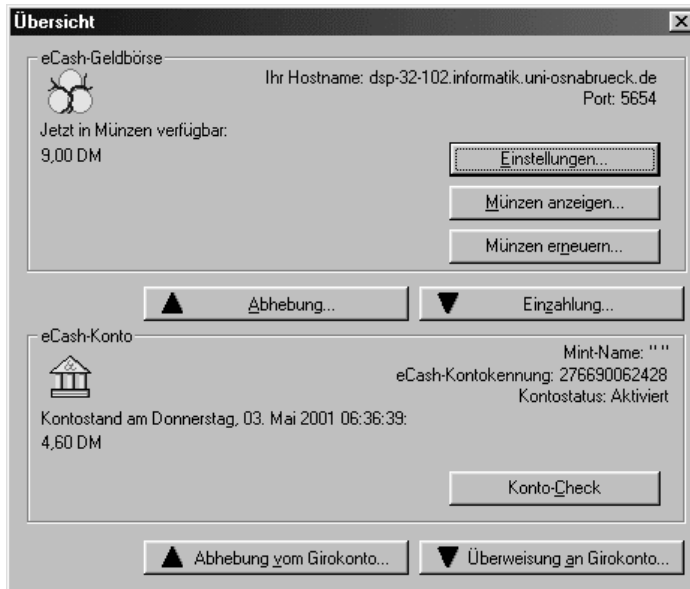 Übersicht
eCash-Geldbörse
Ihr Hostname: dsp-32-102.informatik.uni-osnabrueck.de
Port: 5654
Jetzt in Münzen verfügbar:
9,00 DM
Einstellungen...
Münzen anzeigen...
Münzen erneuern...
Abhebung...
Einzahlung...
eCash-Konto
Mint-Name: " "
eCash-Kontokennung: 276690062428
Kontostatus: Aktiviert
Kontostand am Donnerstag, 03. Mai 2001 06:36:39:
4,60 DM
Konto-Check
Abhebung vom Girokonto...
Überweisung an Girokonto...